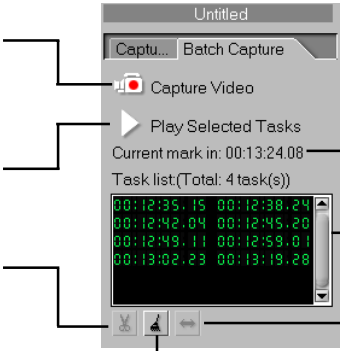 Untitled
Captu... Batch Capture
Capture Video
Play Selected Tasks
Current mark in: 00:13:24.08
Task list:(Total: 4 task(s))
00:12:35.15 00:12:38.24
00:12:42.04 00:12:45.20
00:12:49.11 00:12:59.01
00:13:02.23 00:13:19.28